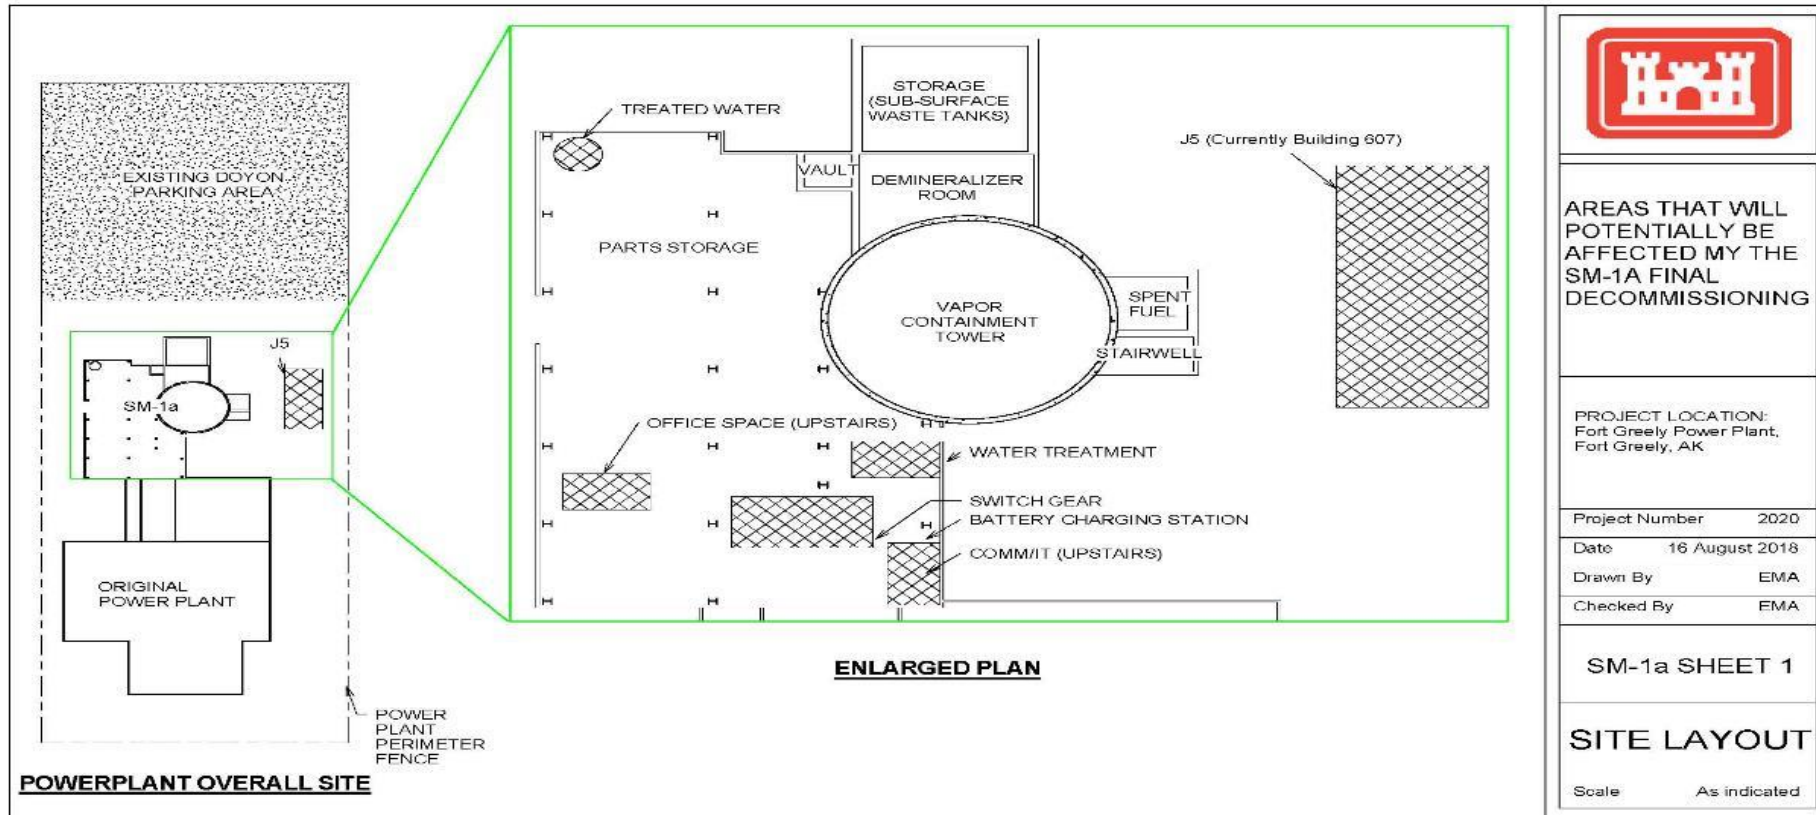 EXISTING DOYON
PARKING AREA
J5
SM-1a
ORIGINAL
POWER PLANT
POWER
PLANT
PERIMETER
FENCE
POWERPLANT OVERALL SITE
TREATED WATER
STORAGE
(SUB-SURFACE
WASTE TANKS)
VAULT
DEMINERALIZER
ROOM
J5 (Currently Building 607)
PARTS STORAGE
VAPOR
CONTAINMENT
TOWER
SPENT
FUEL
STAIRWELL
OFFICE SPACE (UPSTAIRS)
WATER TREATMENT
SWITCH GEAR
BATTERY CHARGING STATION
COMM/IT (UPSTAIRS)
ENLARGED PLAN
AREAS THAT WILL
POTENTIALLY BE
AFFECTED MY THE
SM-1A FINAL
DECOMMISSIONING
PROJECT LOCATION:
Fort Greely Power Plant,
Fort Greely, AK
Project Number 2020
Date 16 August 2018
Drawn By EMA
Checked By EMA
SM-1a SHEET 1
SITE LAYOUT
Scale As indicated